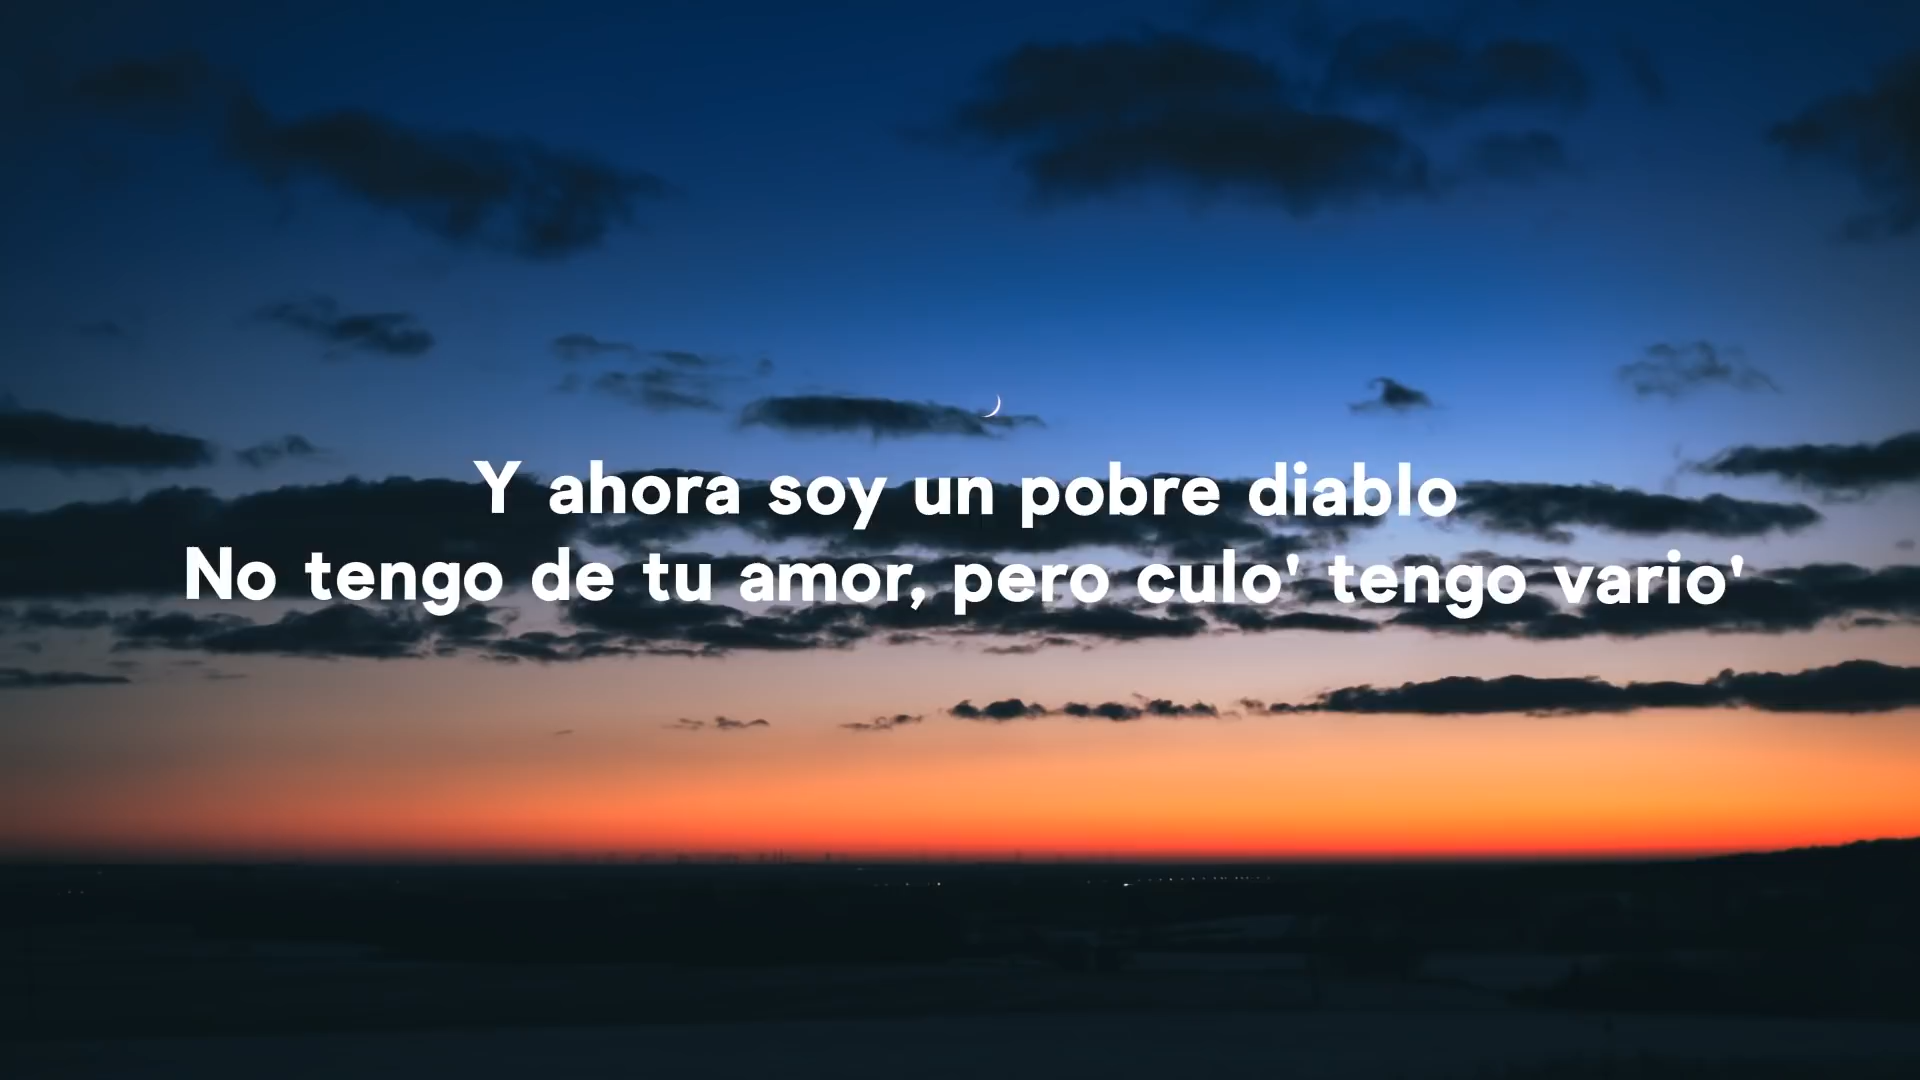 Y ahora soy un pobre diablo
No tengo de tu amor, pero culo' tengo vario'